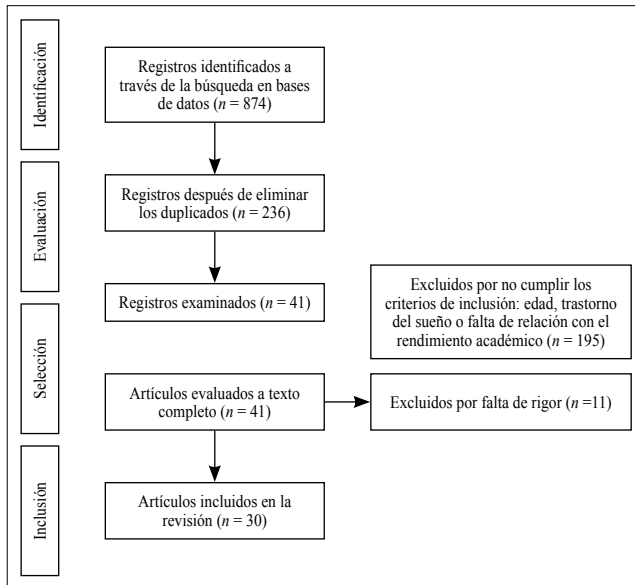 Identificación
Registros identificados a
través de la búsqueda en bases
de datos (n = 874)
Evaluación
Registros después de eliminar
los duplicados (n = 236)
Registros examinados (n = 41)
Excluidos por no cumplir los
criterios de inclusión: edad, trastorno
del sueño o falta de relación con el
rendimiento académico
(n = 195)
Selección
Artículos evaluados a texto
completo (n = 41)
Excluidos por falta de rigor (n =11)
Inclusión
Artículos incluidos en la
revisión (n = 30)